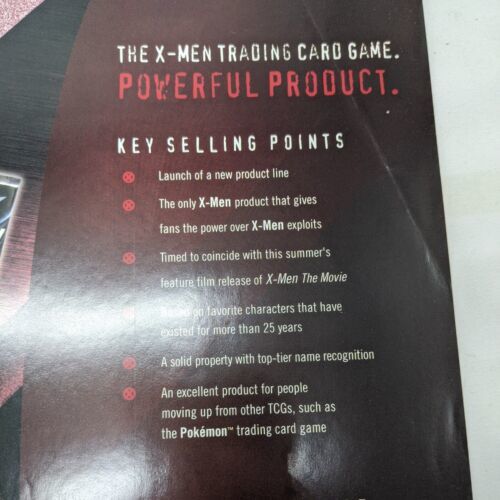 THE X-MEN TRADING CARD GAME.
POWERFUL PRODUCT.
KEY SELLING POINTS
Launch of a new product line
The only X-Men product that gives
fans the power over X-Men exploits
Timed to coincide with this summer's
feature film release of X-Men The Movie
Based on favorite characters that have
existed for more than 25 years
A solid property with top-tier name recognition
An excellent product for people
moving up from other TCGs, such as
the Pokémon™ trading card game